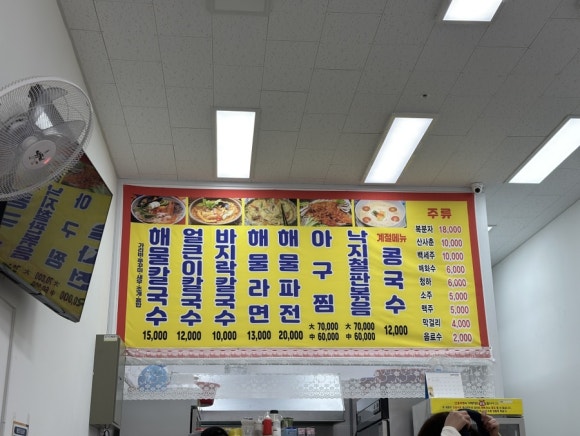 해물칼국수
15,000
얼큰이칼국수
12,000
바지락칼국수
10,000
해물라면
13,000
해물파전
20,000
아구찜
大 70,000
中 60,000
낙지철판볶음
大 70,000
中 60,000
계절메뉴
콩국수
12,000
주류
복분자 18,000
산사춘 10,000
백세주 10,000
매화수 6,000
청하 6,000
소주 5,000
맥주 5,000
막걸리 4,000
음료수 2,000